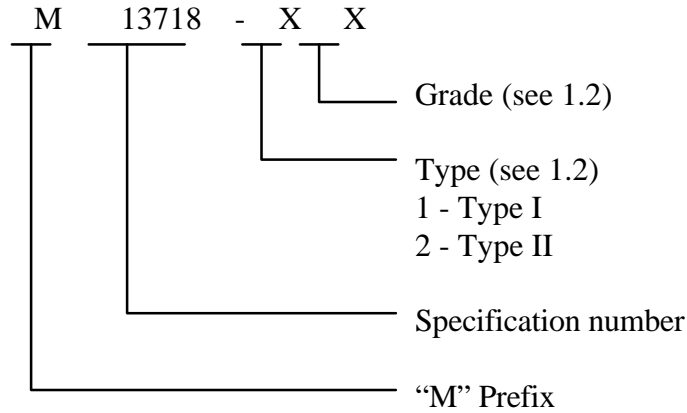 M 13718 - X X
Grade (see 1.2)
Type (see 1.2)
1 - Type I
2 - Type II
Specification number
“M” Prefix